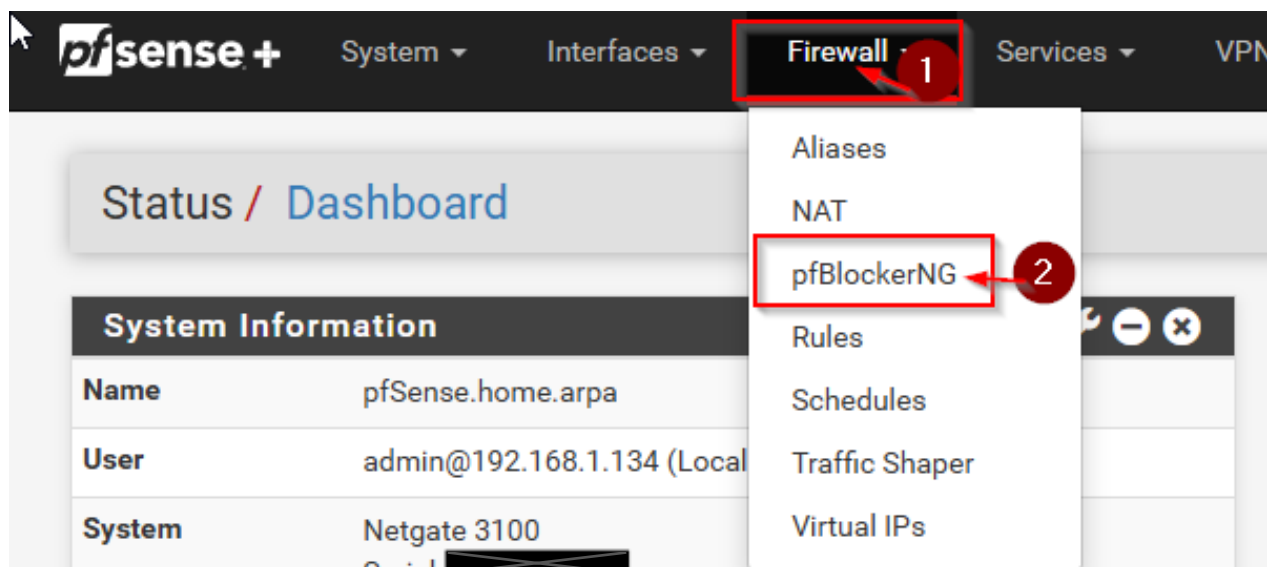 pfsense+ System Interfaces Firewall 1 Services VPN
Aliases
Status / Dashboard
NAT
pfBlockerNG 2
System Information
Rules
Name pfSense.home.arpa
Schedules
User admin@192.168.1.134 (Local
Traffic Shaper
System Netgate 3100
Virtual IPs